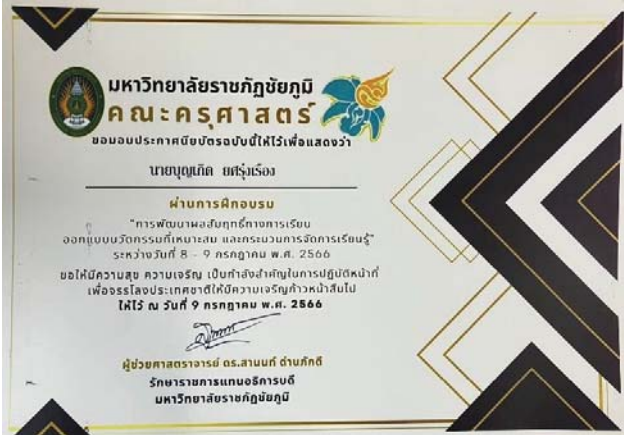 มหาวิทยาลัยราชภัฏชัยภูมิ
คณะครุศาสตร์
ขอมอบประกาศนียบัตรฉบับนี้ให้ไว้เพื่อแสดงว่า
นายบุญเกิด ยศรุ่งเรือง
ผ่านการฝึกอบรม
"การพัฒนาผลสัมฤทธิ์ทางการเรียน
ออกแบบนวัตกรรมที่เหมาะสม และกระบวนการจัดการเรียนรู้"
ระหว่างวันที่ 8 - 9 กรกฎาคม พ.ศ. 2566
ขอให้มีความสุข ความเจริญ เป็นกำลังสำคัญในการปฏิบัติหน้าที่
เพื่อจรรโลงประเทศชาติให้มีความเจริญก้าวหน้าสืบไป
ให้ไว้ ณ วันที่ 9 กรกฎาคม พ.ศ. 2566
ผู้ช่วยศาสตราจารย์ ดร.สานนท์ ด่านภักดี
รักษาราชการแทนอธิการบดี
มหาวิทยาลัยราชภัฏชัยภูมิ